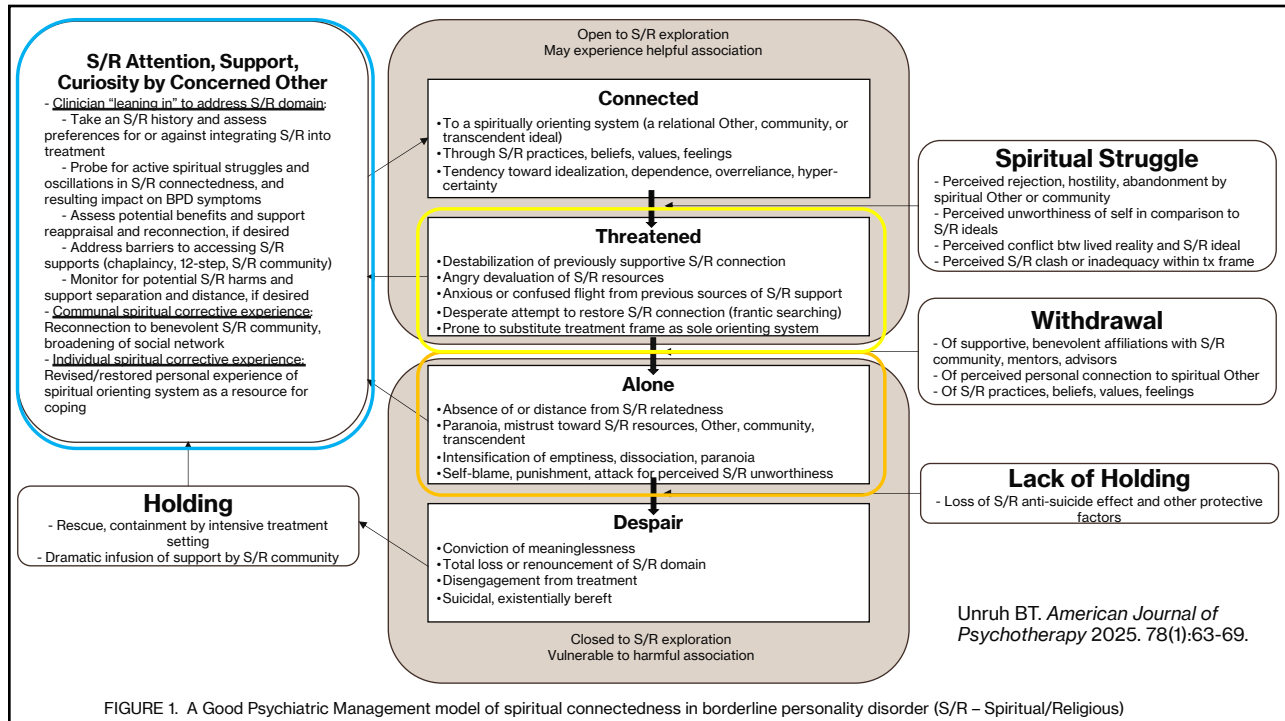 S/R Attention, Support,
Curiosity by Concerned Other
- Clinician "leaning in" to address S/R domain:
- Take an S/R history and assess
preferences for or against integrating S/R into
treatment
- Probe for active spiritual struggles and
oscillations in S/R connectedness, and
resulting impact on BPD symptoms
- Assess potential benefits and support
reappraisal and reconnection, if desired
- Address barriers to accessing S/R
supports (chaplaincy, 12-step, S/R community)
- Monitor for potential S/R harms and
support separation and distance, if desired
- Communal spiritual corrective experience:
Reconnection to benevolent S/R community,
broadening of social network
- Individual spiritual corrective experience:
Revised/restored personal experience of
spiritual orienting system as a resource for
coping
Holding
- Rescue, containment by intensive treatment
setting
- Dramatic infusion of support by S/R community
Open to S/R exploration
May experience helpful association
Connected
•To a spiritually orienting system (a relational Other, community, or
transcendent ideal)
•Through S/R practices, beliefs, values, feelings
•Tendency toward idealization, dependence, overreliance, hyper-
certainty
Threatened
•Destabilization of previously supportive S/R connection
•Angry devaluation of S/R resources
•Anxious or confused flight from previous sources of S/R support
•Desperate attempt to restore S/R connection (frantic searching)
•Prone to substitute treatment frame as sole orienting system
Alone
•Absence of or distance from S/R relatedness
•Paranoia, mistrust toward S/R resources, Other, community,
transcendent
•Intensification of emptiness, dissociation, paranoia
•Self-blame, punishment, attack for perceived S/R unworthiness
Despair
•Conviction of meaninglessness
•Total loss or renouncement of S/R domain
•Disengagement from treatment
•Suicidal, existentially bereft
Closed to S/R exploration
Vulnerable to harmful association
Spiritual Struggle
- Perceived rejection, hostility, abandonment by
spiritual Other or community
- Perceived unworthiness of self in comparison to
S/R ideals
- Perceived conflict btw lived reality and S/R ideal
- Perceived S/R clash or inadequacy within tx frame
Withdrawal
- Of supportive, benevolent affiliations with S/R
community, mentors, advisors
- Of perceived personal connection to spiritual Other
- Of S/R practices, beliefs, values, feelings
Lack of Holding
- Loss of S/R anti-suicide effect and other protective
factors
Unruh BT. American Journal of
Psychotherapy 2025. 78(1):63-69.
FIGURE 1. A Good Psychiatric Management model of spiritual connectedness in borderline personality disorder (S/R – Spiritual/Religious)